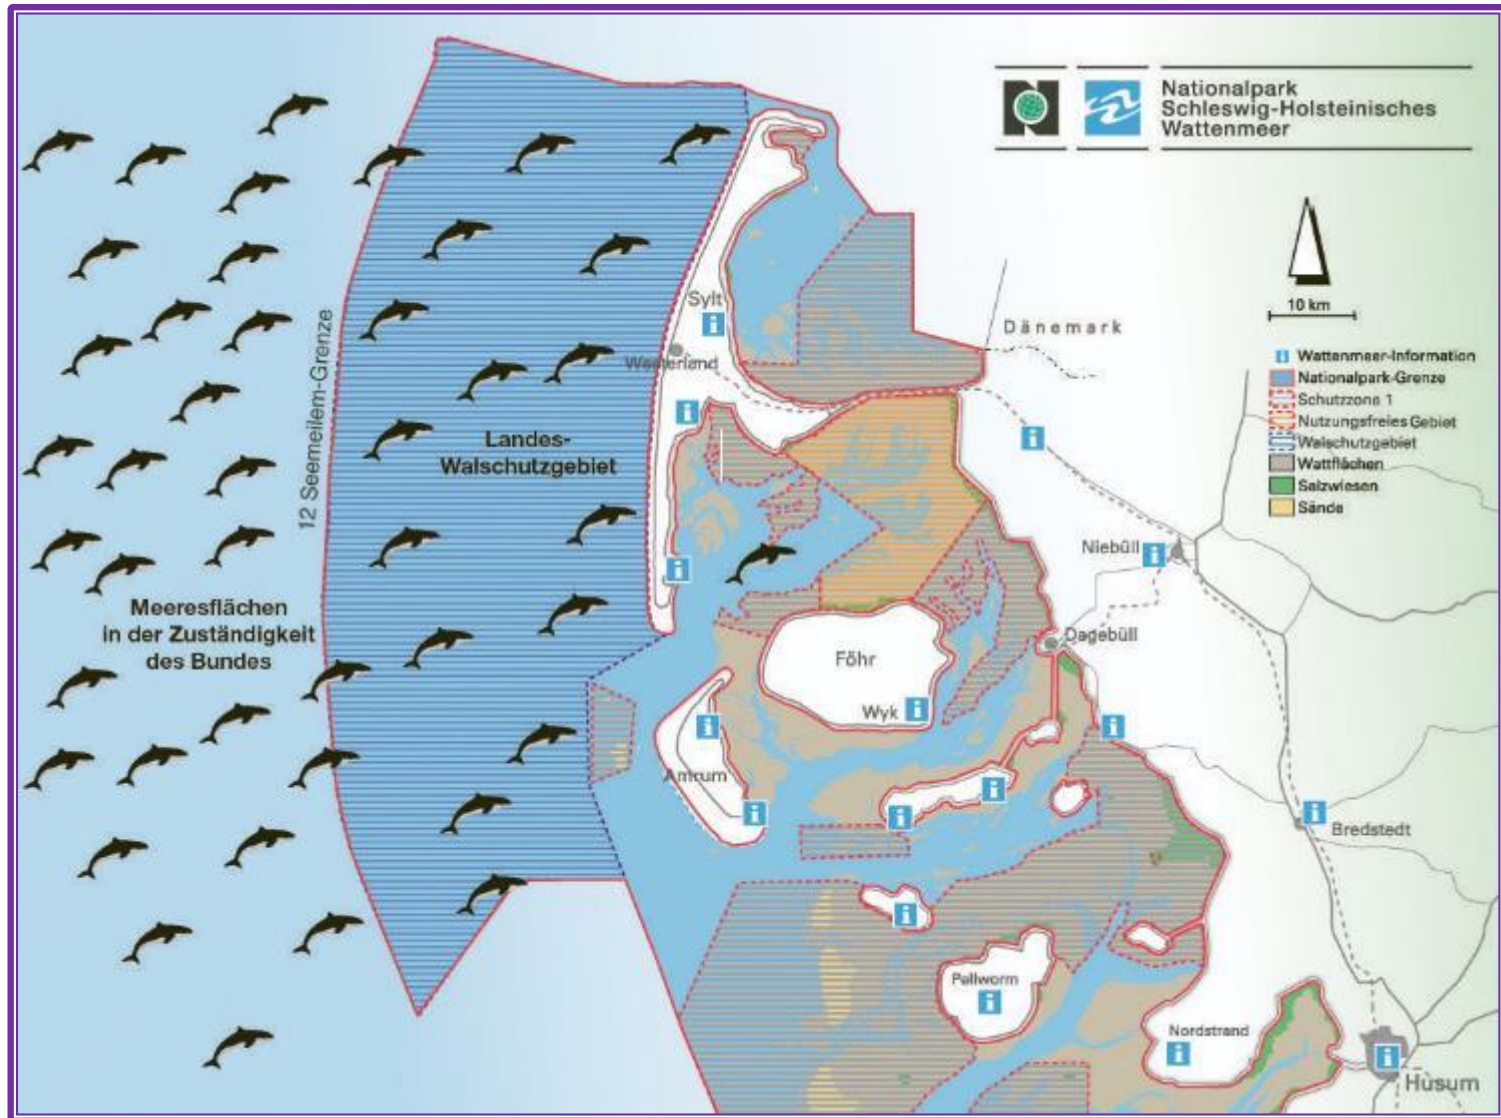 Nationalpark
Schleswig-Holsteinisches
Wattenmeer
10 km
Dänemark
Wattenmeer-Information
Nationalpark-Grenze
Schutzzone 1
Nutzungsfreies Gebiet
Walschutzgebiet
Wattflächen
Salzwiesen
Sände
Sylt
Westerland
12 Seemeilem-Grenze
Landes-
Walschutzgebiet
Niebüll
Meeresflächen
in der Zuständigkeit
des Bundes
Dagebüll
Föhr
Wyk
Amrum
Bredstedt
Pellworm
Nordstrand
Husum